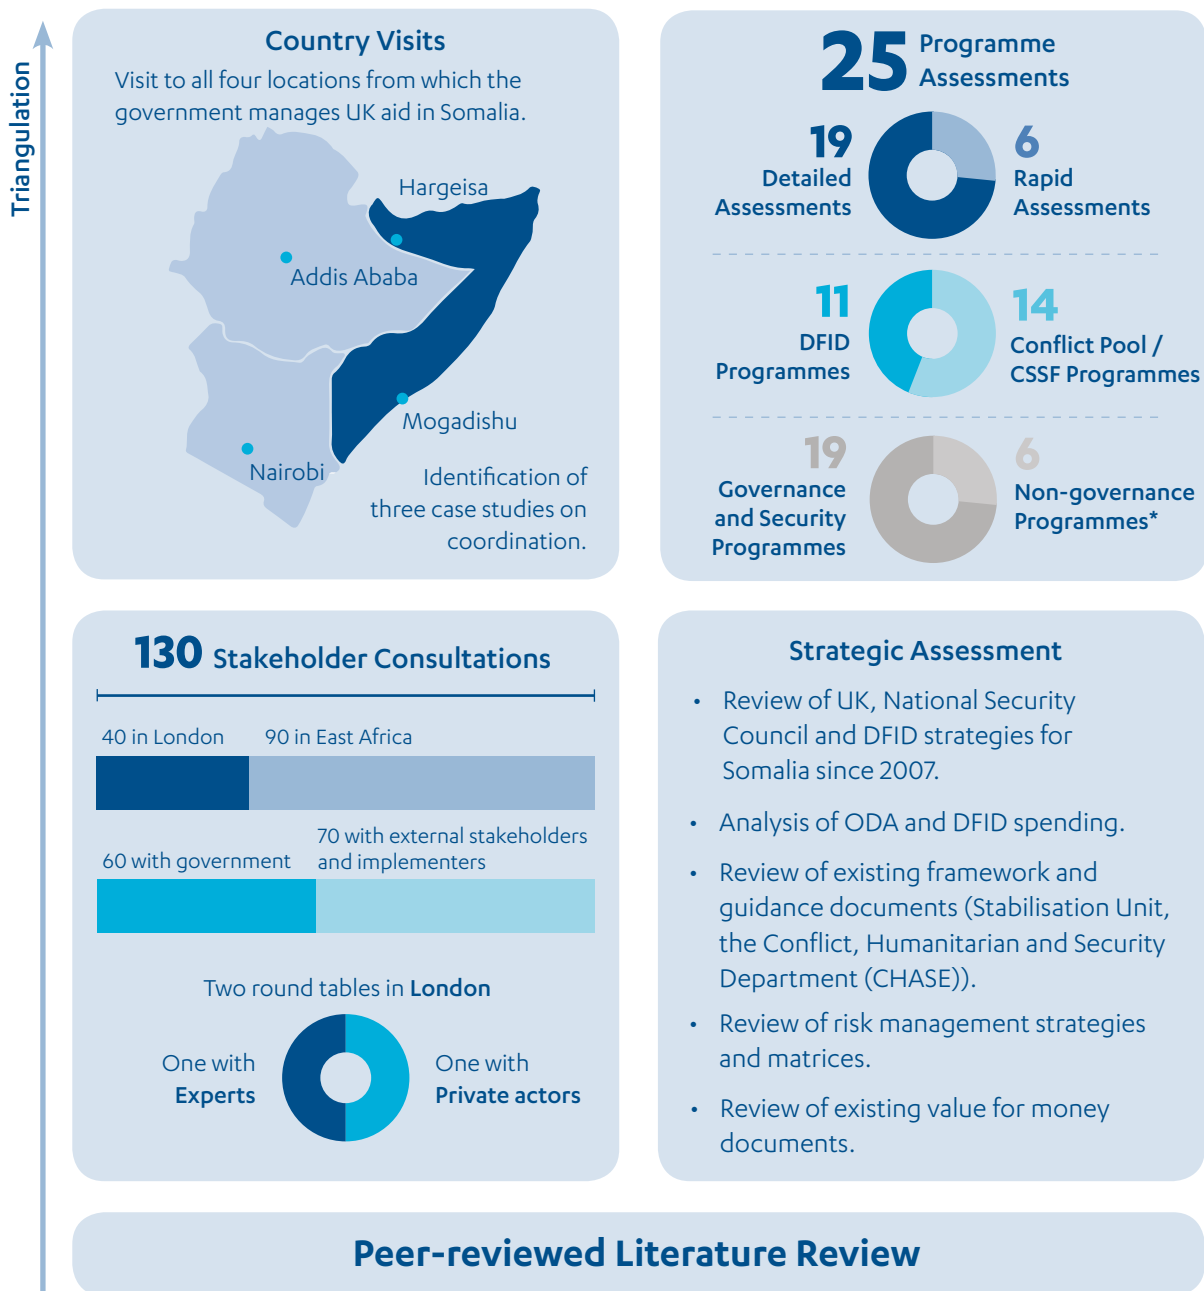 Triangulation
Country Visits
Visit to all four locations from which the
government manages UK aid in Somalia.
Hargeisa
Addis Ababa
Mogadishu
Nairobi
Identification of
three case studies on
coordination.
25 Programme
Assessments
19
Detailed
Assessments
6
Rapid
Assessments
11
DFID
Programmes
14
Conflict Pool /
CSSF Programmes
19
Governance
and Security
Programmes
6
Non-governance
Programmes*
130 Stakeholder Consultations
40 in London
90 in East Africa
60 with government
70 with external stakeholders
and implementers
Two round tables in London
One with
Experts
One with
Private actors
Strategic Assessment
• Review of UK, National Security
Council and DFID strategies for
Somalia since 2007.
• Analysis of ODA and DFID spending.
• Review of existing framework and
guidance documents (Stabilisation Unit,
the Conflict, Humanitarian and Security
Department (CHASE)).
• Review of risk management strategies
and matrices.
• Review of existing value for money
documents.
Peer-reviewed Literature Review